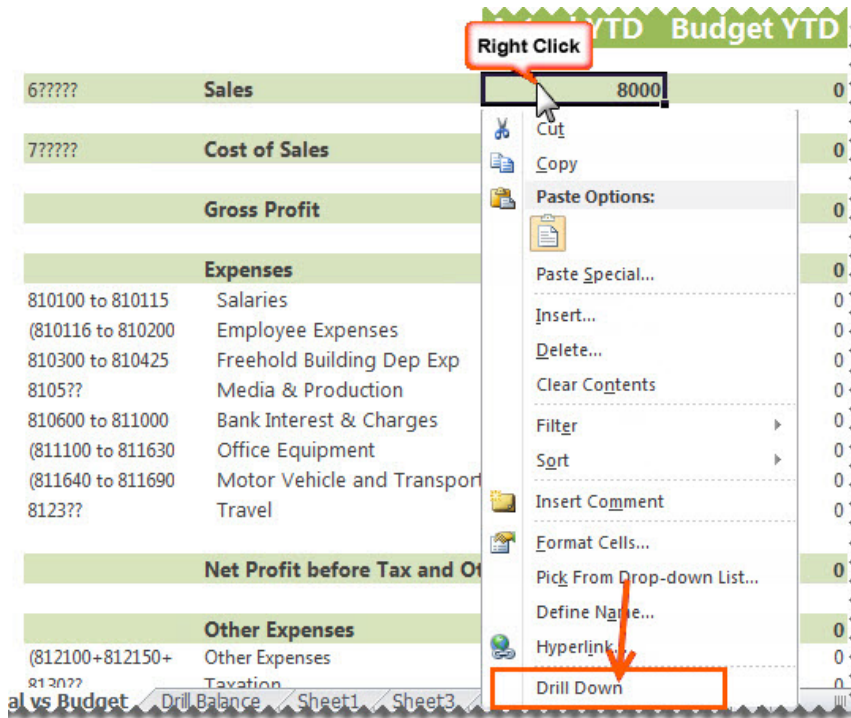 YTD Budget YTD
Right Click
6????? Sales 8000 0
Cut
7????? Cost of Sales 0
Copy
Paste Options:
Gross Profit 0
Expenses 0
Paste Special...
810100 to 810115 Salaries 0
Insert...
(810116 to 810200 Employee Expenses 0
Delete...
810300 to 810425 Freehold Building Dep Exp 0
Clear Contents
8105?? Media & Production 0
810600 to 811000 Bank Interest & Charges 0
Filter
(811100 to 811630 Office Equipment 0
Sort
(811640 to 811690 Motor Vehicle and Transport 0
Insert Comment
8123?? Travel 0
Format Cells...
Net Profit before Tax and Ot 0
Pick From Drop-down List...
Define Name...
Other Expenses 0
Hyperlink...
(812100+812150+ Other Expenses 0
Drill Down
8130?? Taxation 0
al vs Budget Drill Balance Sheet1 Sheet3